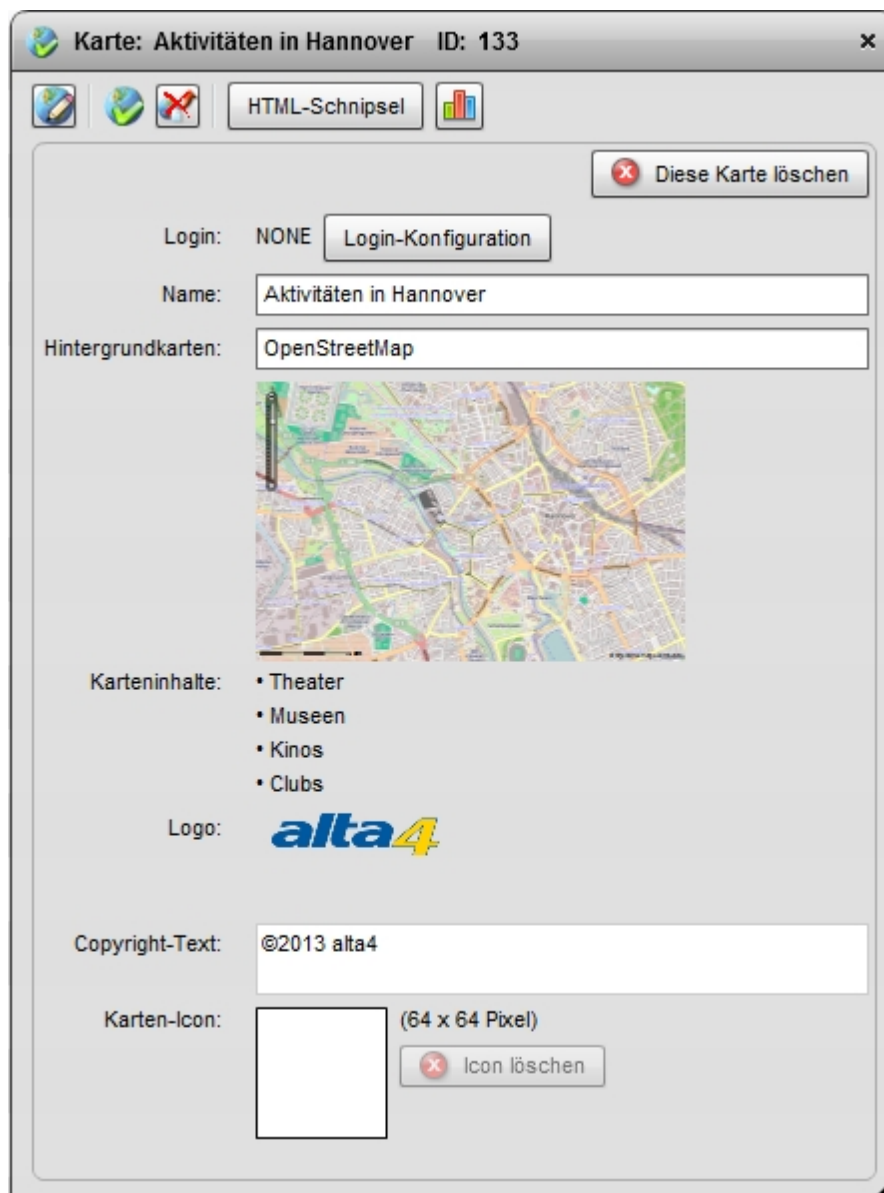 Karte: Aktivitäten in Hannover ID: 133
HTML-Schnipsel
Diese Karte löschen
Login: NONE Login-Konfiguration
Name: Aktivitäten in Hannover
Hintergrundkarten: OpenStreetMap
Karteninhalte: • Theater
• Museen
• Kinos
• Clubs
Logo: alta4
Copyright-Text: ©2013 alta4
Karten-Icon: (64 x 64 Pixel)
Icon löschen